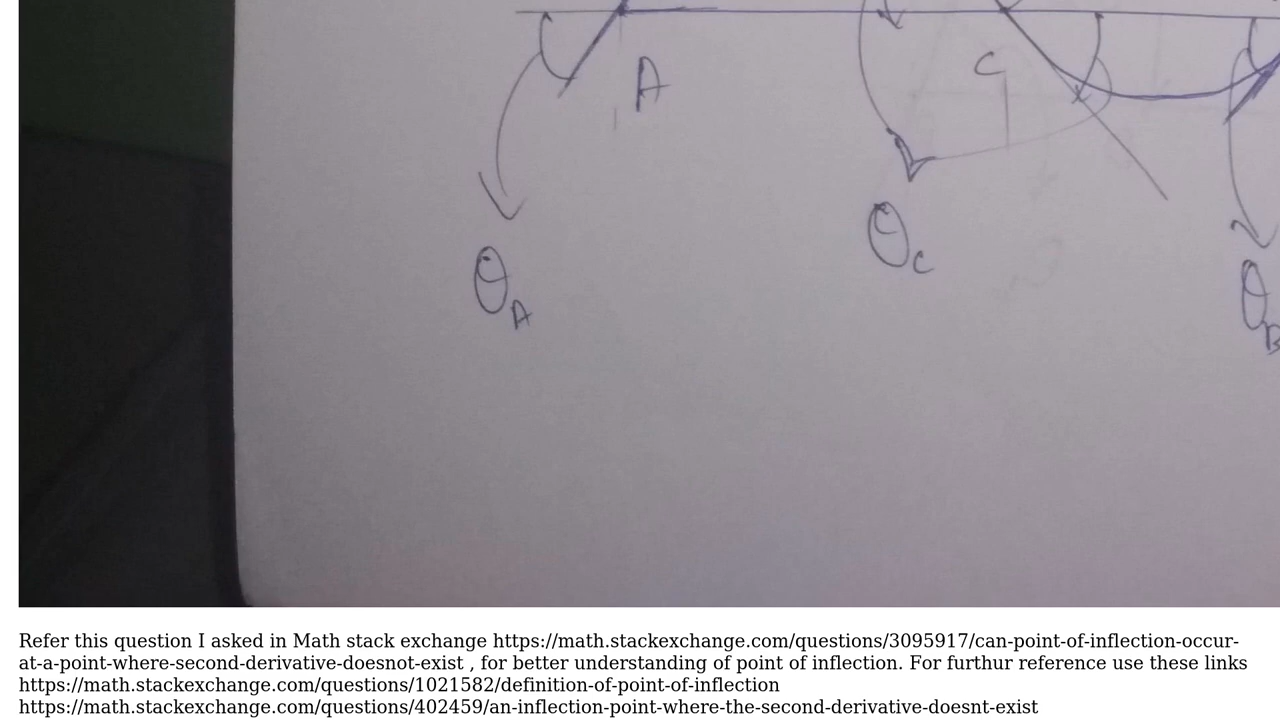 A
C
θC
θA
θB
Refer this question I asked in Math stack exchange https://math.stackexchange.com/questions/3095917/can-point-of-inflection-occur-
at-a-point-where-second-derivative-doesnot-exist , for better understanding of point of inflection. For furthur reference use these links
https://math.stackexchange.com/questions/1021582/definition-of-point-of-inflection
https://math.stackexchange.com/questions/402459/an-inflection-point-where-the-second-derivative-doesnt-exist